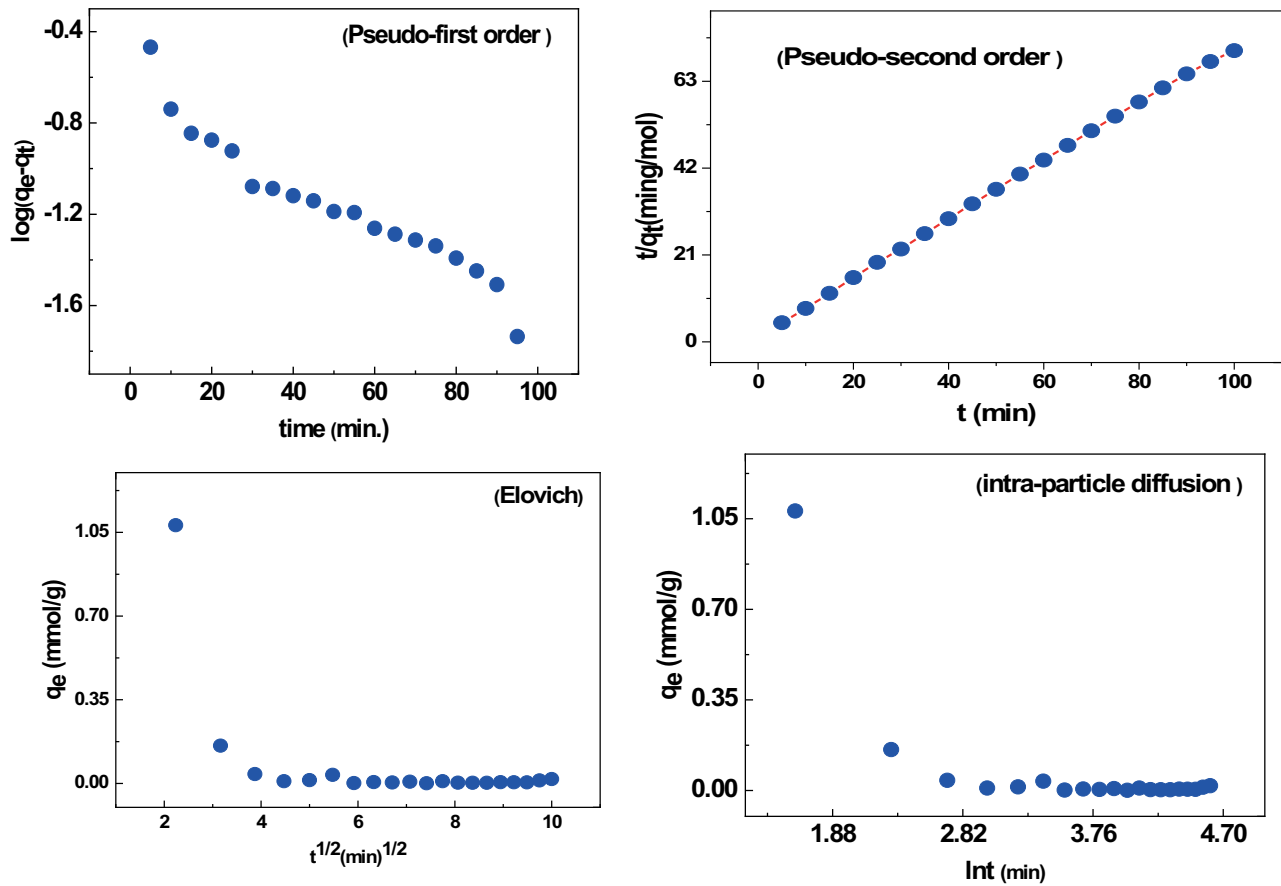 (Pseudo-first order )
-0.4
-0.8
-1.2
-1.6
log(qe-qt)
0 20 40 60 80 100
time (min.)
(Pseudo-second order )
63
42
21
0
t/qt(ming/mol)
0 20 40 60 80 100
t (min)
(Elovich)
1.05
0.70
0.35
0.00
qe (mmol/g)
2 4 6 8 10
t1/2(min)1/2
(intra-particle diffusion )
1.05
0.70
0.35
0.00
qe (mmol/g)
1.88 2.82 3.76 4.70
lnt (min)